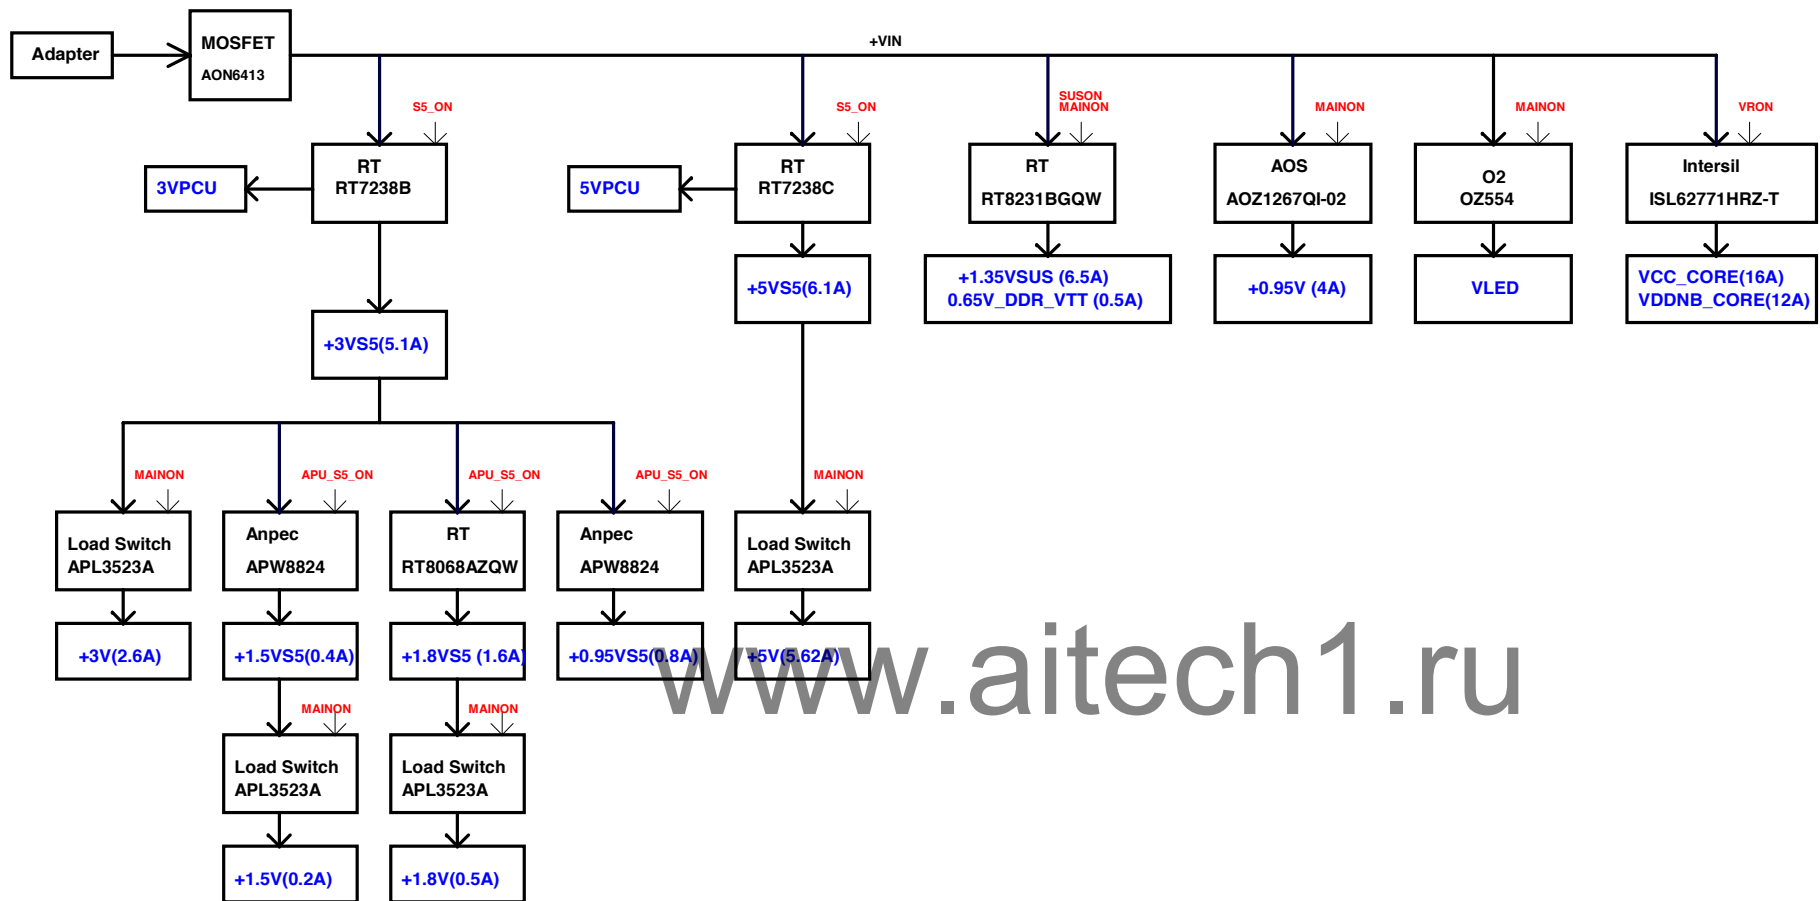 +VIN
Adapter
MOSFET
AON6413
S5_ON
S5_ON
SUSON
MAINON
MAINON
MAINON
VRON
3VPCU
RT
RT7238B
5VPCU
RT
RT7238C
RT
RT8231BGQW
AOS
AOZ1267QI-02
O2
OZ554
Intersil
ISL62771HRZ-T
+5VS5(6.1A)
+1.35VSUS (6.5A)
0.65V_DDR_VTT (0.5A)
+0.95V (4A)
VLED
VCC_CORE(16A)
VDDNB_CORE(12A)
+3VS5(5.1A)
MAINON
APU_S5_ON
APU_S5_ON
APU_S5_ON
MAINON
Load Switch
APL3523A
Anpec
APW8824
RT
RT8068AZQW
Anpec
APW8824
Load Switch
APL3523A
+3V(2.6A)
+1.5VS5(0.4A)
+1.8VS5 (1.6A)
+0.95VS5(0.8A)
+5V(5.62A)
www.aitech1.ru
MAINON
MAINON
Load Switch
APL3523A
Load Switch
APL3523A
+1.5V(0.2A)
+1.8V(0.5A)